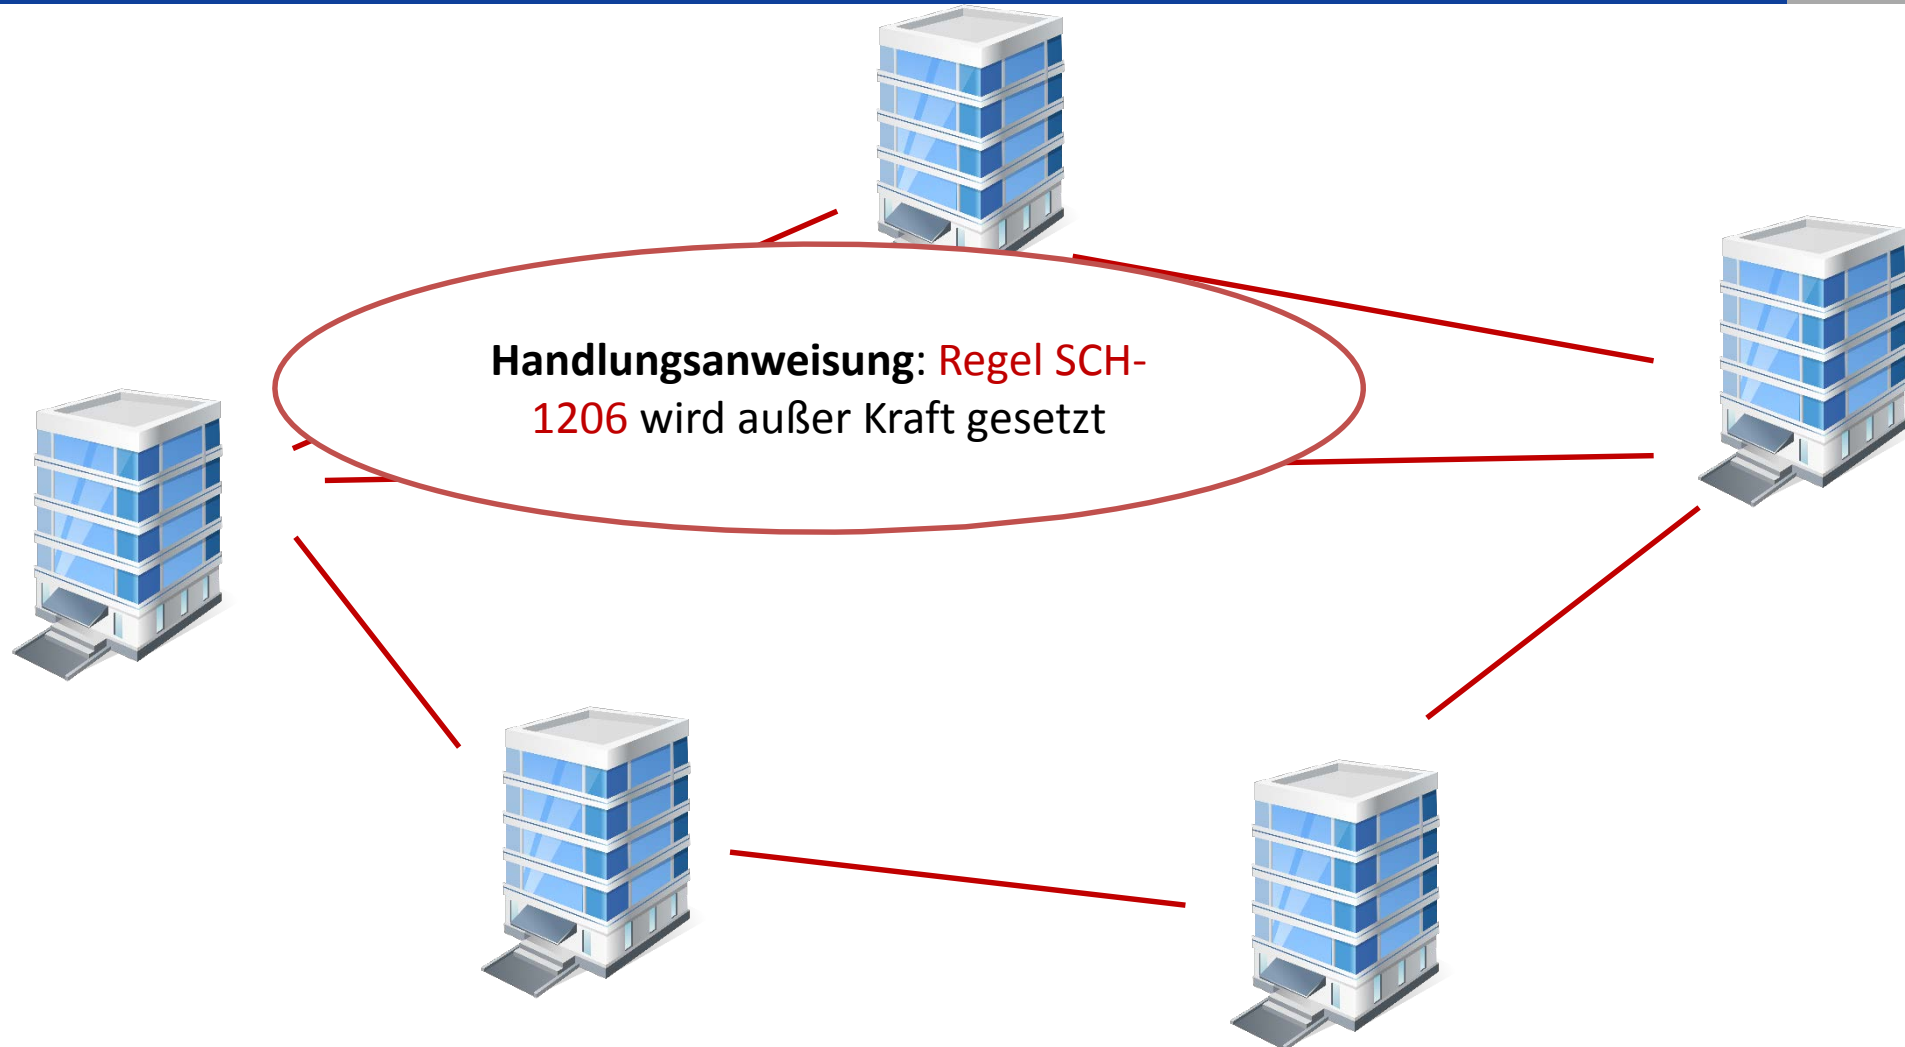 Handlungsanweisung: Regel SCH-
1206 wird außer Kraft gesetzt